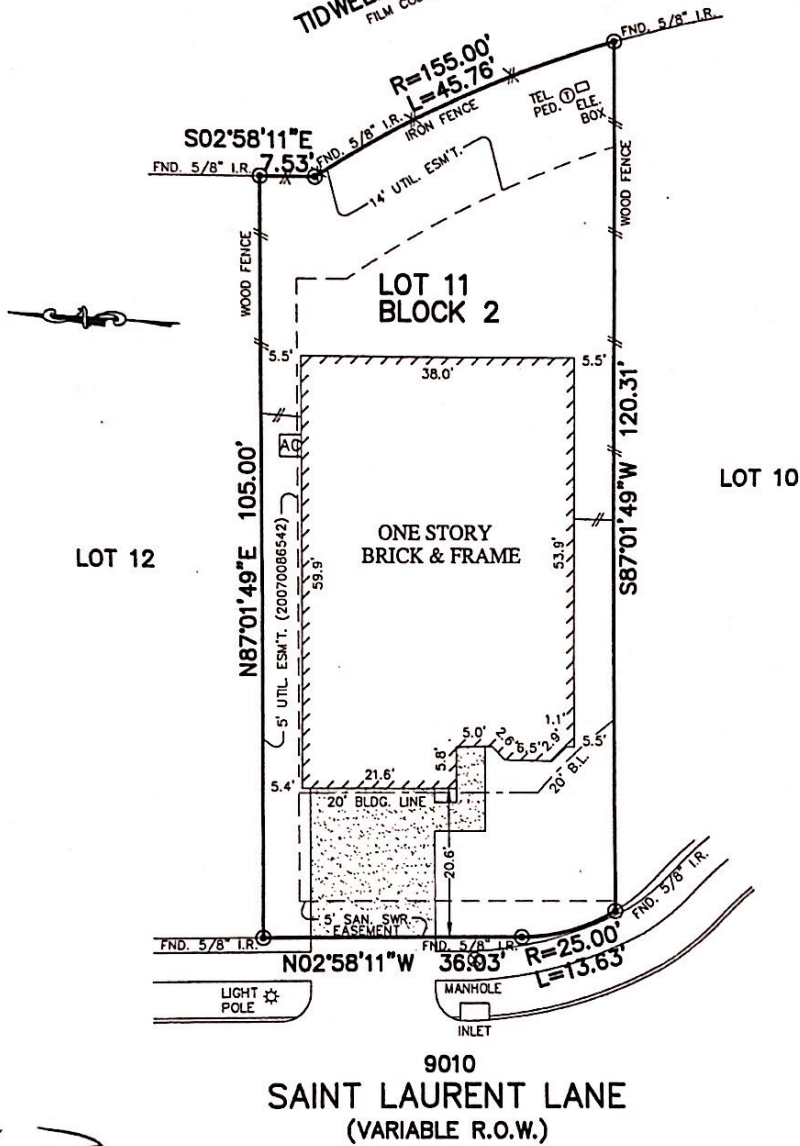 FILM CO
FND. 5/8" I.R.
R=155.00'
L=45.76'
TEL. PED.
T
ELE. BOX
FND. 5/8" I.R.
IRON FENCE
S02°58'11"E
7.53'
FND. 5/8" I.R.
14' UTIL. ESM'T.
WOOD FENCE
WOOD FENCE
LOT 11
BLOCK 2
5.5'
38.0'
5.5'
AC
N87°01'49"E 105.00'
S87°01'49"W 120.31'
LOT 10
LOT 12
5' UTIL. ESM'T. (20070086542)
59.9'
ONE STORY
BRICK & FRAME
53.9'
5.0'
2.6'
6.5'
2.9'
1.1'
5.5'
5.8'
21.6'
5.4'
20' BLDG. LINE
20' B.L.
20.6'
5' SAN. SWR.
EASEMENT
FND. 5/8" I.R.
FND. 5/8" I.R.
FND. 5/8" I.R.
N02°58'11"W 36.03'
R=25.00'
L=13.63'
LIGHT
POLE
MANHOLE
INLET
9010
SAINT LAURENT LANE
(VARIABLE R.O.W.)